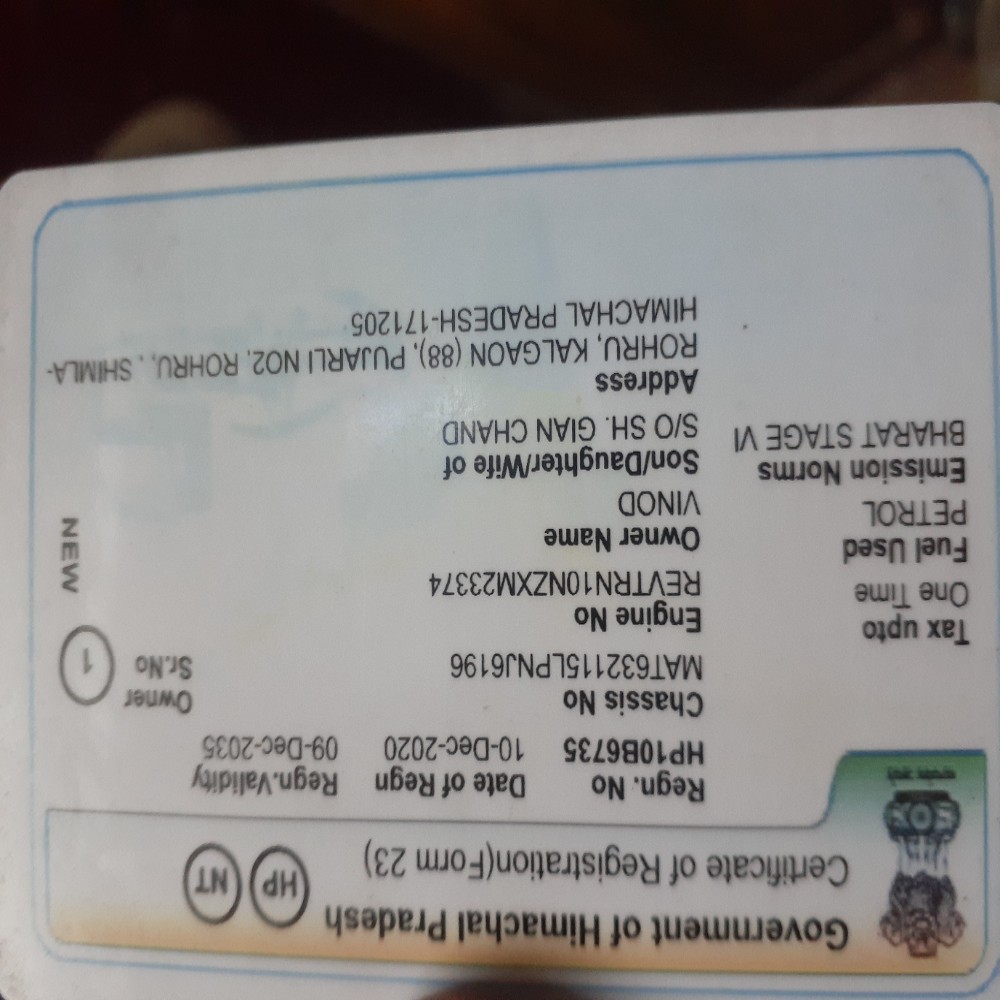 Government of Himachal Pradesh
Certificate of Registration(Form 23)
HP NT
Regn. No Date of Regn Regn.Validity
HP10B6735 10-Dec-2020 09-Dec-2035
Chassis No
MAT632115LPNJ6196
Owner
Sr.No
1
NEW
Tax upto
One Time
Engine No
REVTRN10NZXM23374
Fuel Used
PETROL
Owner Name
VINOD
Emission Norms
BHARAT STAGE VI
Son/Daughter/Wife of
S/O SH. GIAN CHAND
Address
ROHRU, KALGAON (88), PUJARLI NO2, ROHRU, , SHIMLA-
HIMACHAL PRADESH-171205